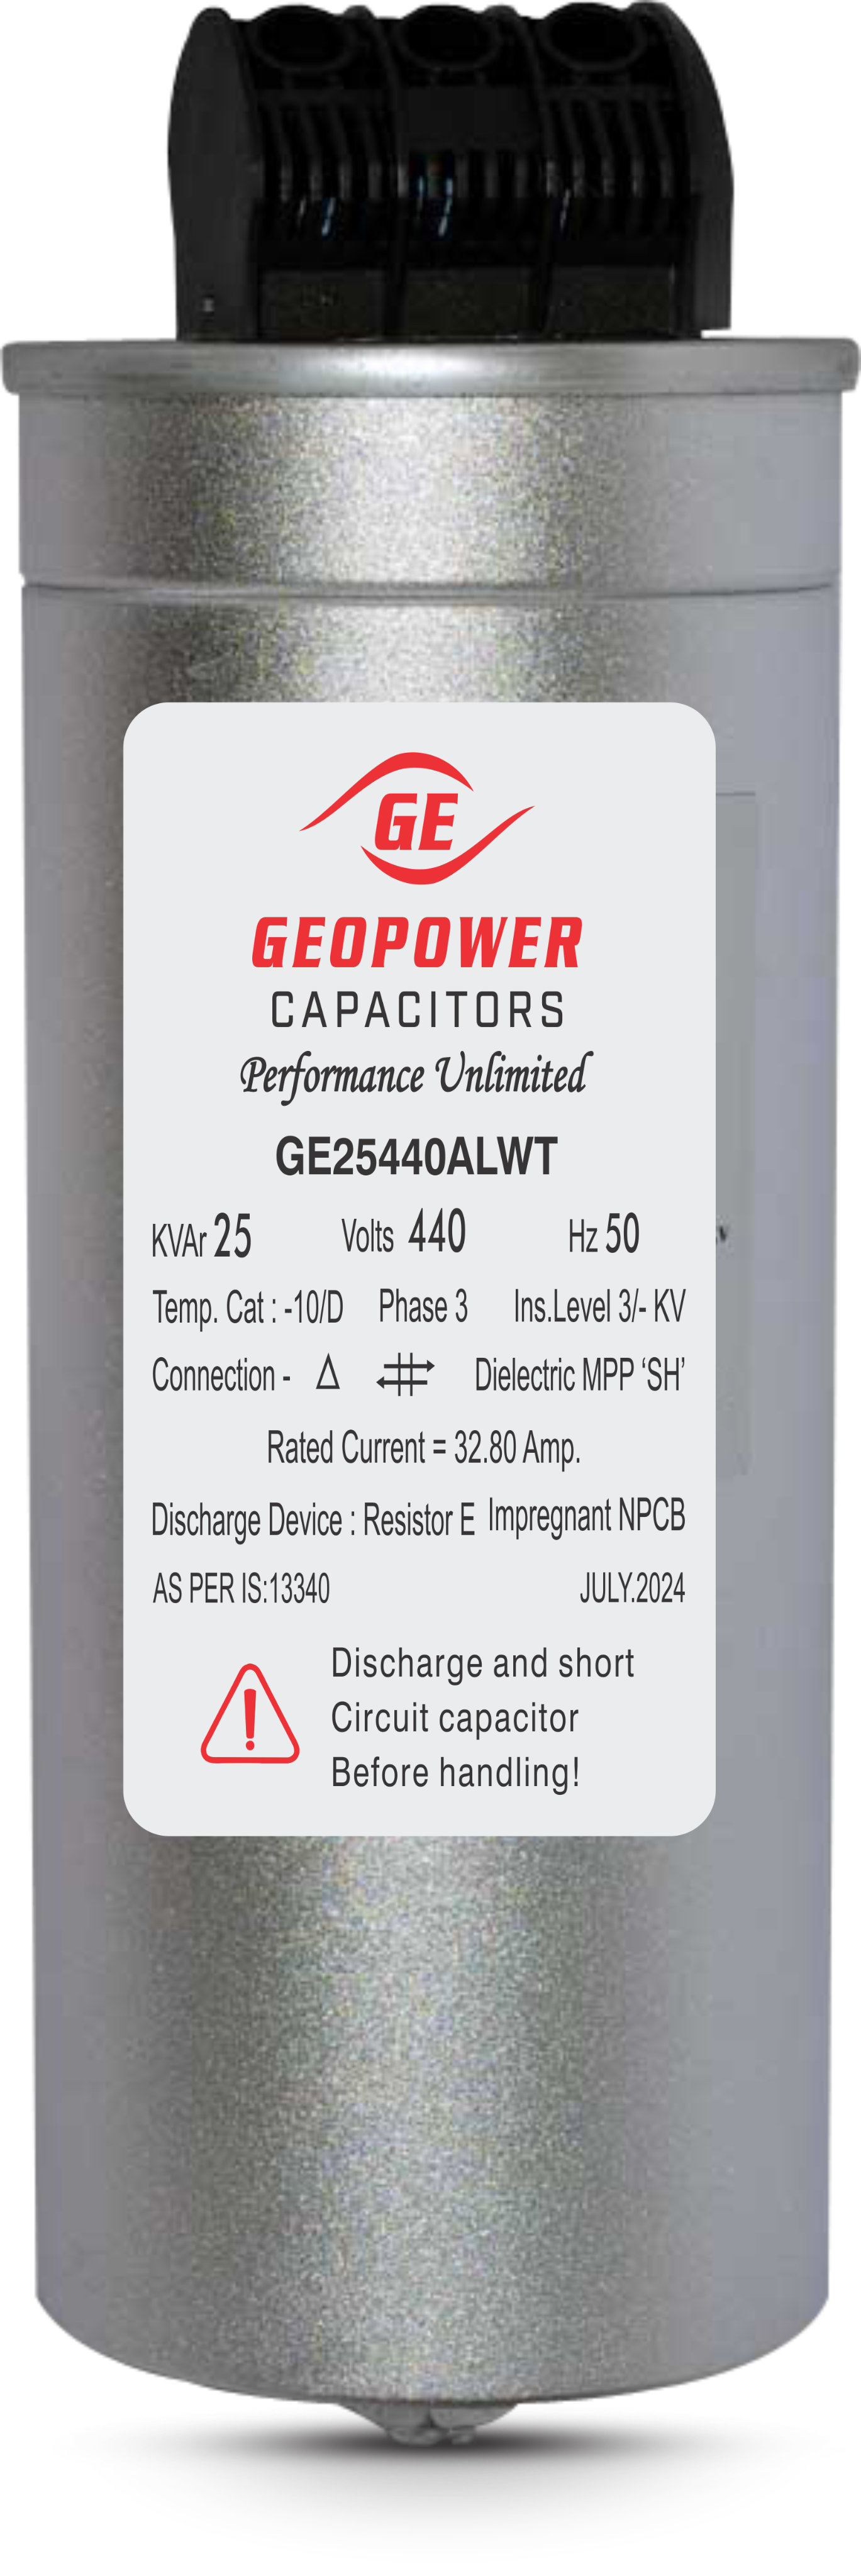 GE
GEOPOWER
CAPACITORS
Performance Unlimited
GE25440ALWT
KVAr 25 Volts 440 Hz 50
Temp. Cat : -10/D Phase 3 Ins.Level 3/- KV
Connection - Δ Dielectric MPP ‘SH’
Rated Current = 32.80 Amp.
Discharge Device : Resistor E Impregnant NPCB
AS PER IS:13340 JULY.2024
!
Discharge and short
Circuit capacitor
Before handling!